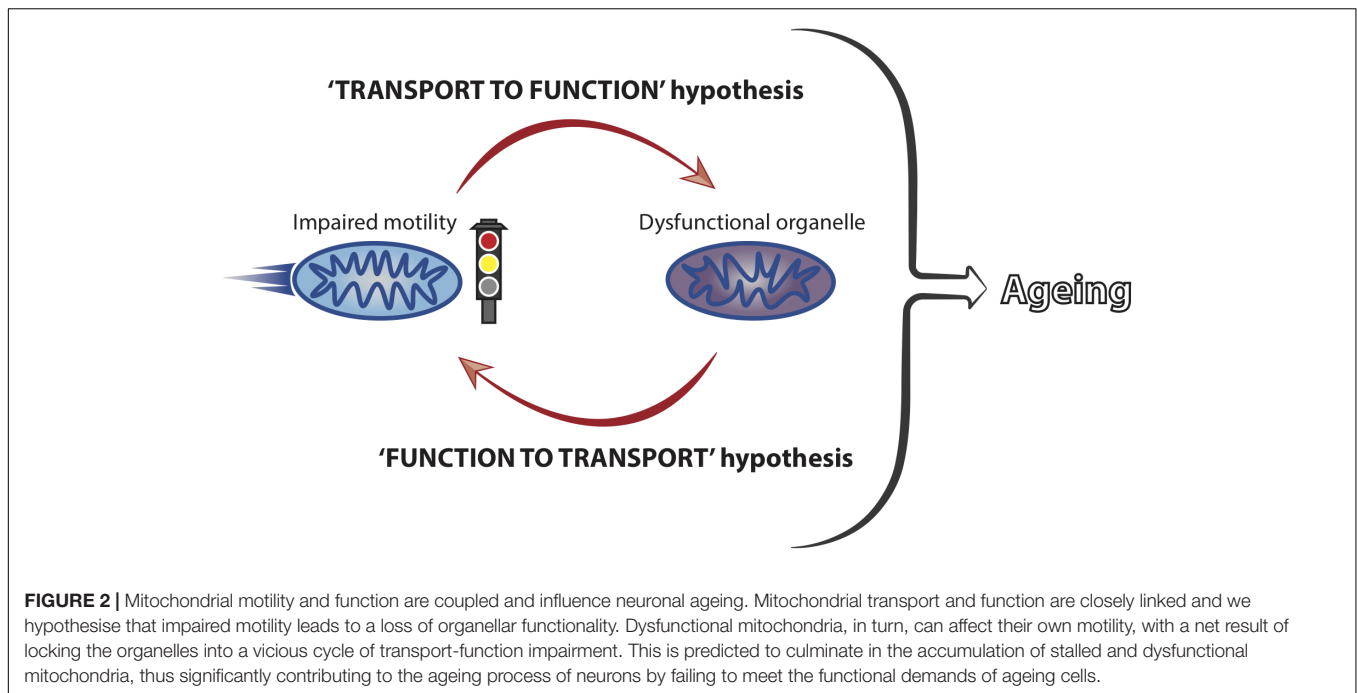 ‘TRANSPORT TO FUNCTION’ hypothesis
Impaired motility
Dysfunctional organelle
Ageing
‘FUNCTION TO TRANSPORT’ hypothesis
FIGURE 2 | Mitochondrial motility and function are coupled and influence neuronal ageing. Mitochondrial transport and function are closely linked and we
hypothesise that impaired motility leads to a loss of organellar functionality. Dysfunctional mitochondria, in turn, can affect their own motility, with a net result of
locking the organelles into a vicious cycle of transport-function impairment. This is predicted to culminate in the accumulation of stalled and dysfunctional
mitochondria, thus significantly contributing to the ageing process of neurons by failing to meet the functional demands of ageing cells.